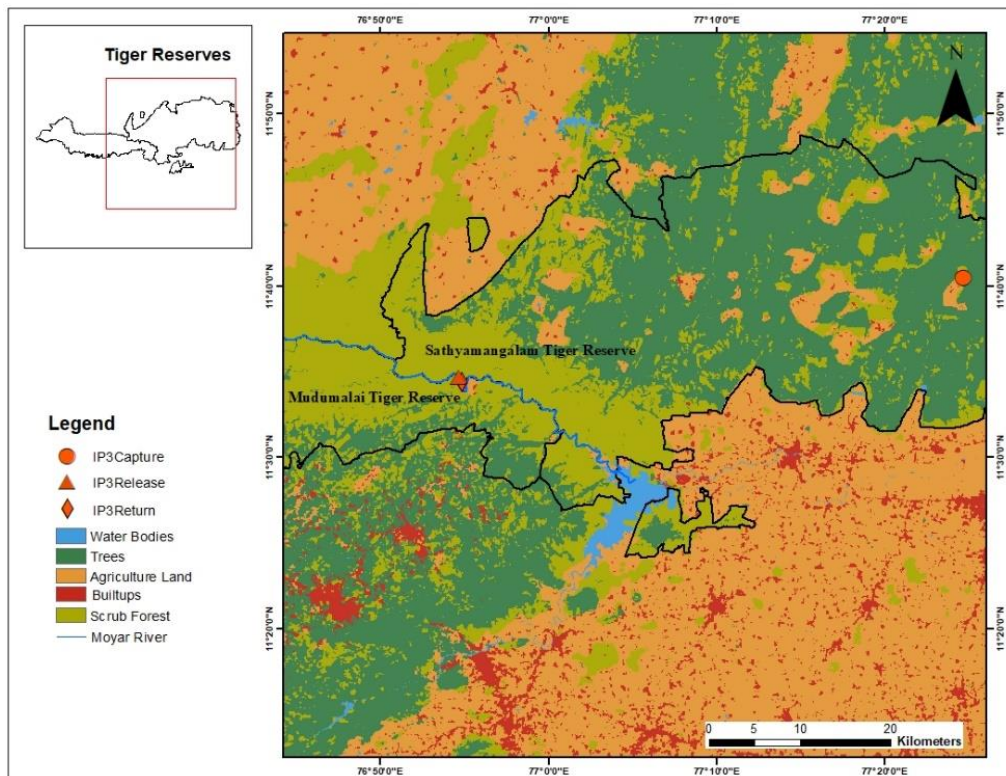 Tiger Reserves
76°50'0"E
77°0'0"E
77°10'0"E
77°20'0"E
N
11°50'0"N
11°50'0"N
11°40'0"N
11°40'0"N
Sathyamangalam Tiger Reserve
Mudumalai Tiger Reserve
11°3'0"N
11°3'0"N
11°20'0"N
11°20'0"N
Legend
IP3Capture
IP3Release
IP3Return
Water Bodies
Trees
Agriculture Land
Builtups
Scrub Forest
Moyar River
0 5 10 20
Kilometers
76°50'0"E
77°0'0"E
77°10'0"E
77°20'0"E